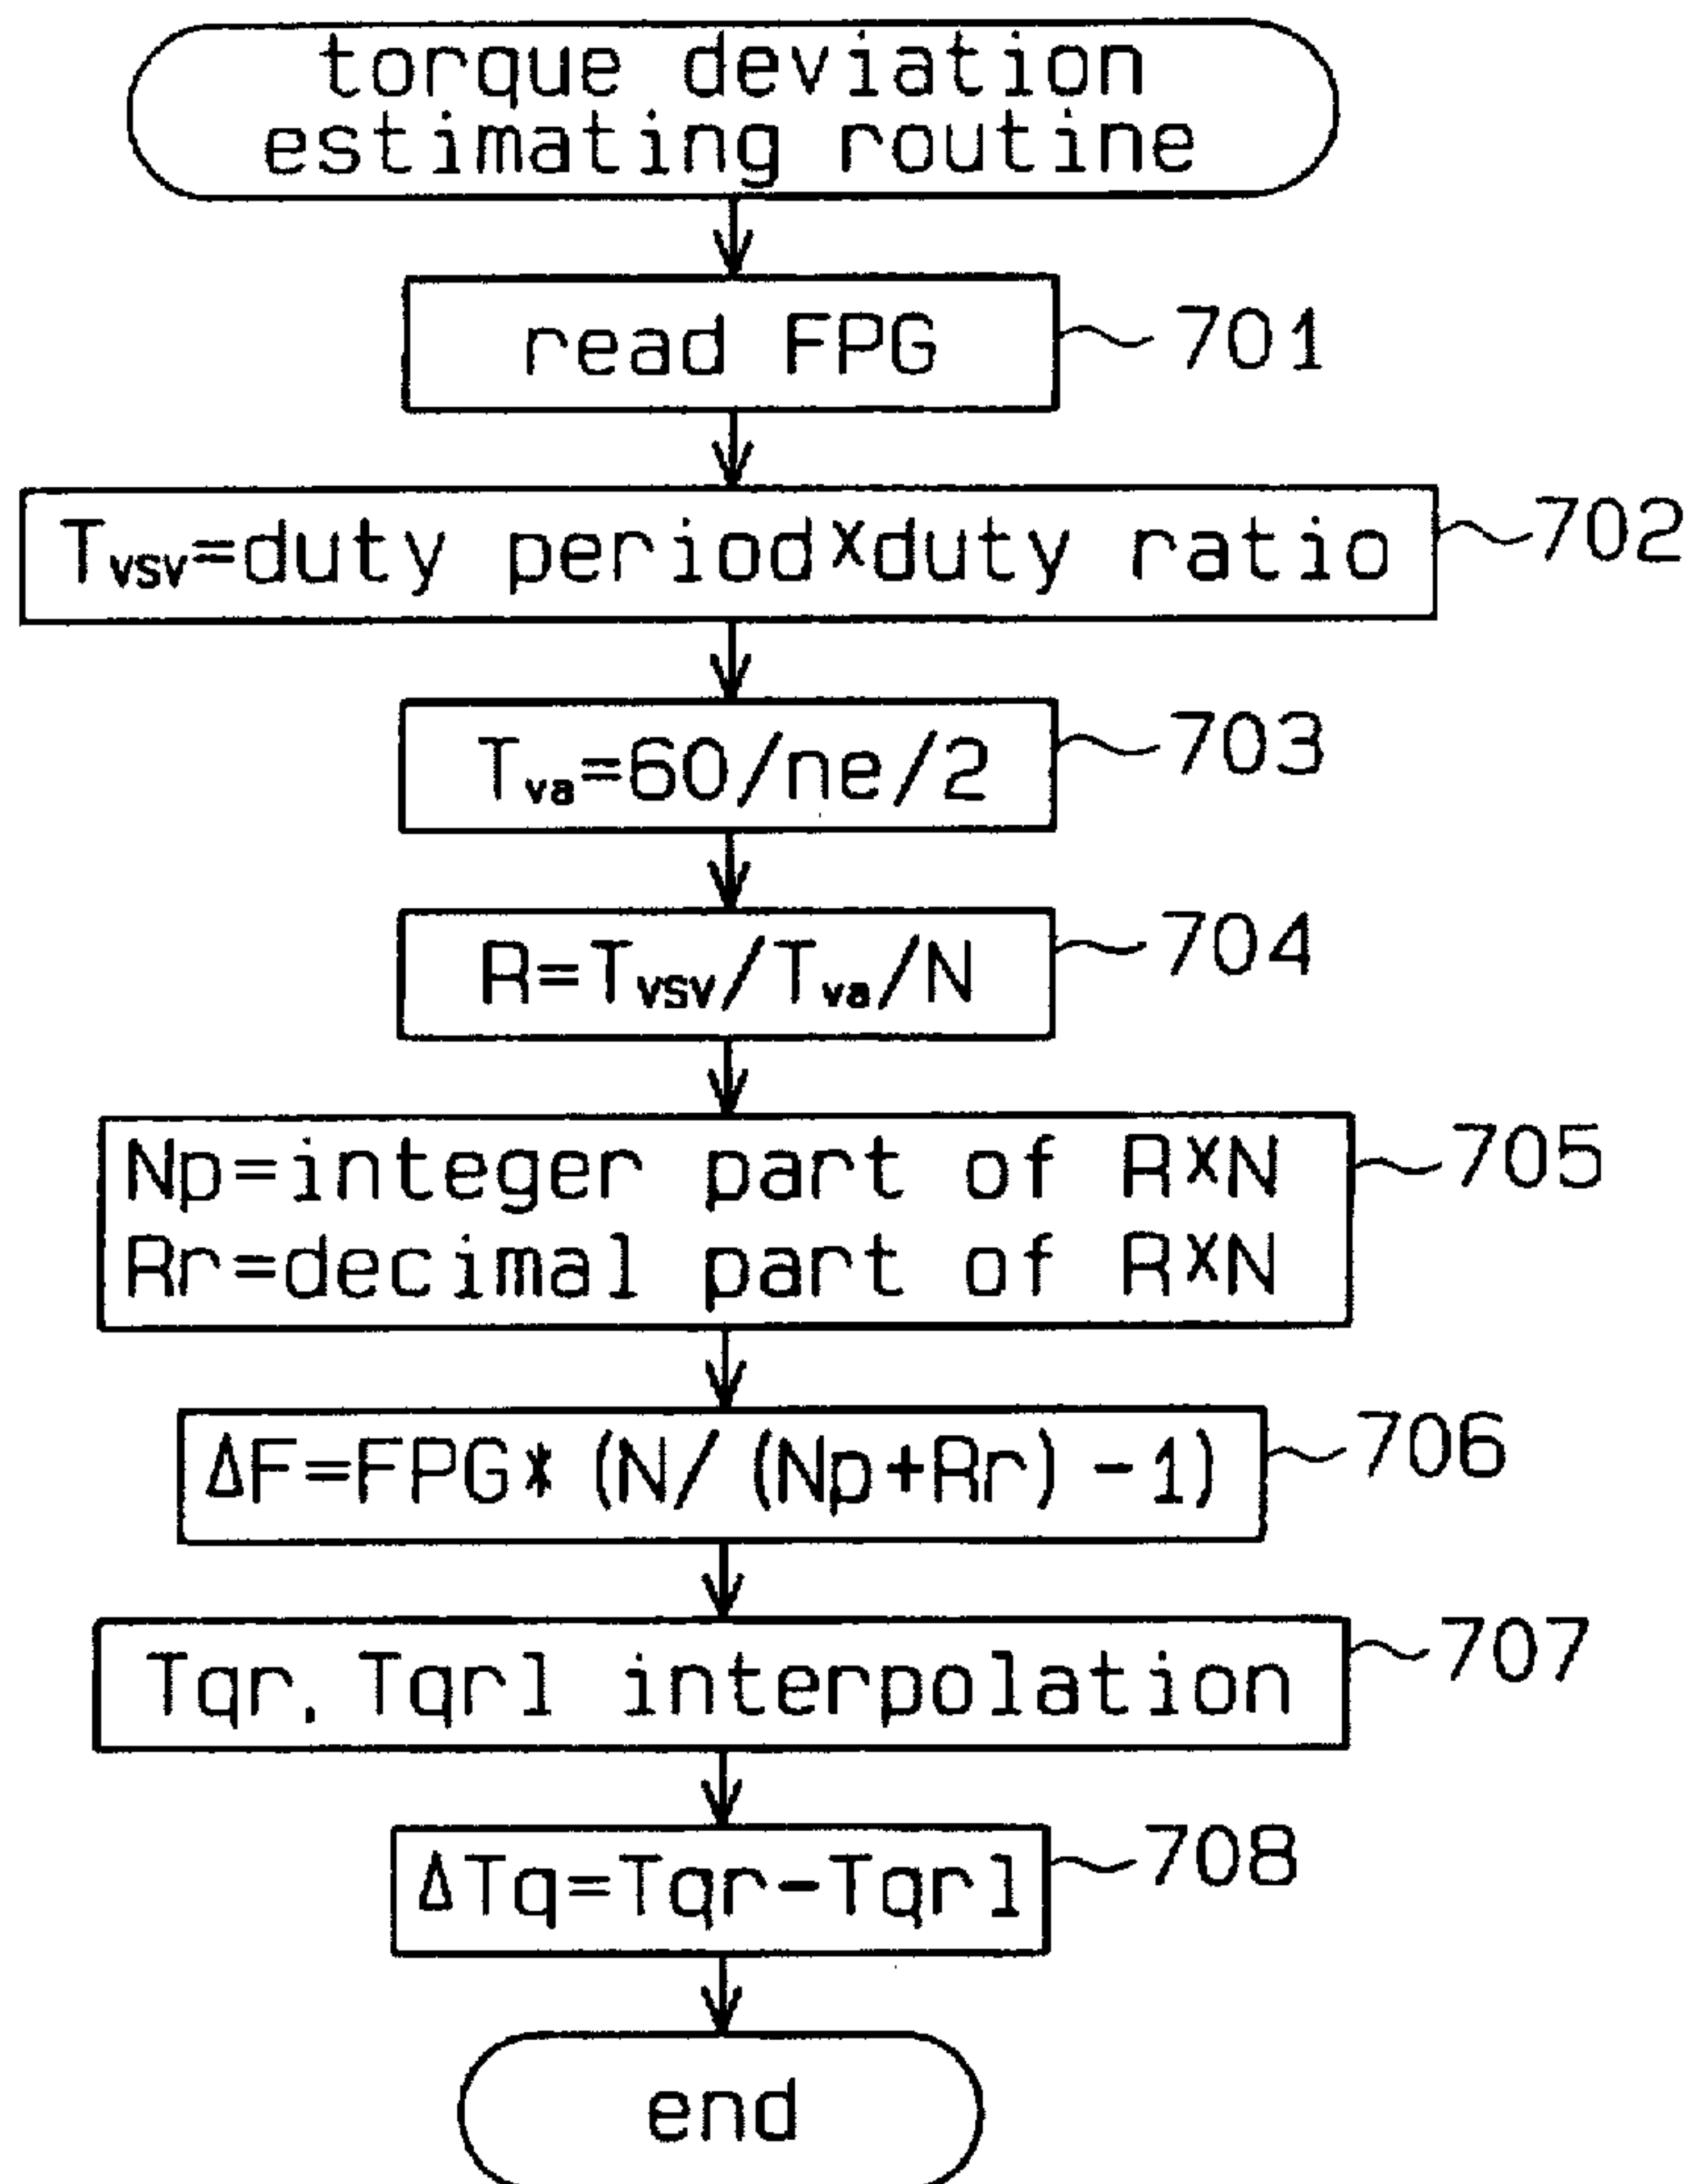 torque deviation
estimating routine
read FPG
701
Tvsv=duty period×duty ratio
702
Tva=60/ne/2
703
R=Tvsv/Tva/N
704
Np=integer part of R×N
Rr=decimal part of R×N
705
ΔF=FPG* (N/ (Np+Rr) -1)
706
Tqr. Tqrl interpolation
707
ΔTq=Tqr-Tqrl
708
end